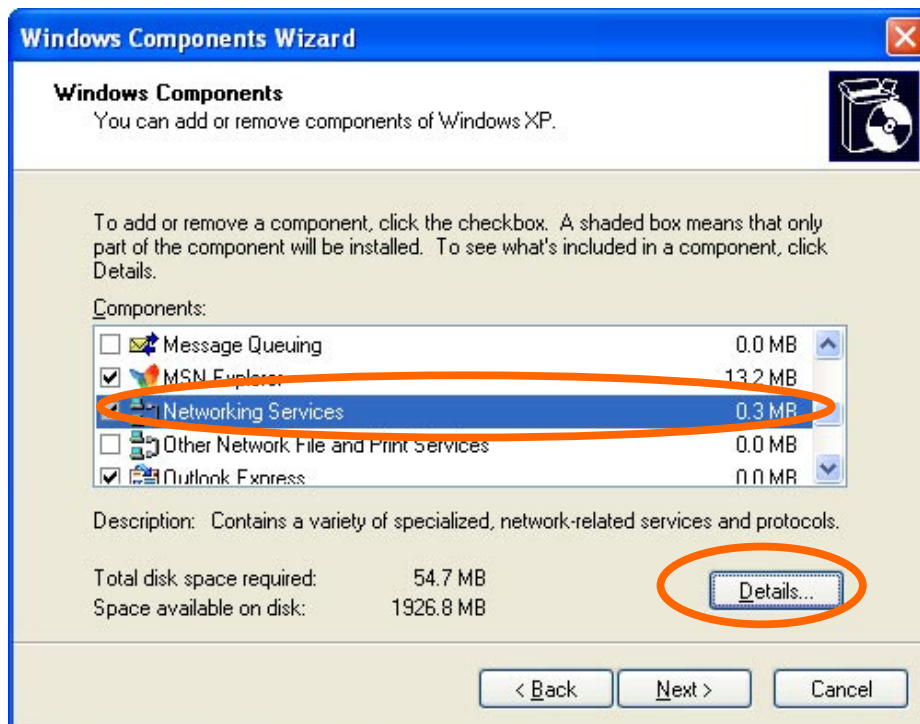 Windows Components Wizard
Windows Components
You can add or remove components of Windows XP.
To add or remove a component, click the checkbox. A shaded box means that only
part of the component will be installed. To see what's included in a component, click
Details.
Components:
Message Queuing 0.0 MB
MSN Explorer 13.2 MB
Networking Services 0.3 MB
Other Network File and Print Services 0.0 MB
Outlook Express 0.0 MB
Description: Contains a variety of specialized, network-related services and protocols.
Total disk space required: 54.7 MB
Space available on disk: 1926.8 MB
Details...
< Back Next > Cancel